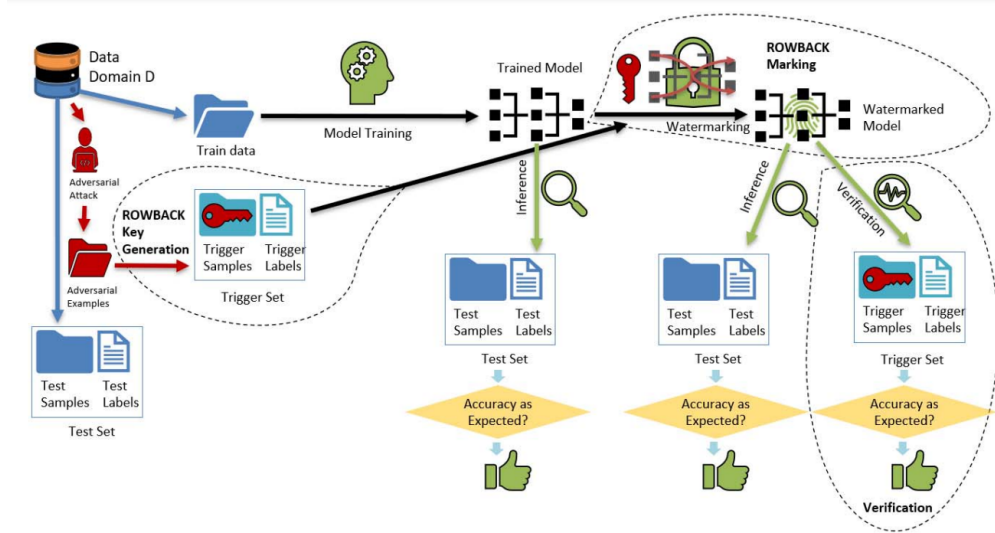 Data
Domain D
Train data
Model Training
Trained Model
ROWBACK
Marking
Watermarking
Watermarked
Model
Adversarial
Attack
ROWBACK
Key
Generation
Adversarial
Examples
Trigger
Samples
Trigger
Labels
Trigger Set
Inference
Inference
Verification
Test
Samples
Test
Labels
Test Set
Test
Samples
Test
Labels
Test Set
Test
Samples
Test
Labels
Test Set
Trigger
Samples
Trigger
Labels
Trigger Set
Accuracy as
Expected?
Accuracy as
Expected?
Accuracy as
Expected?
Verification